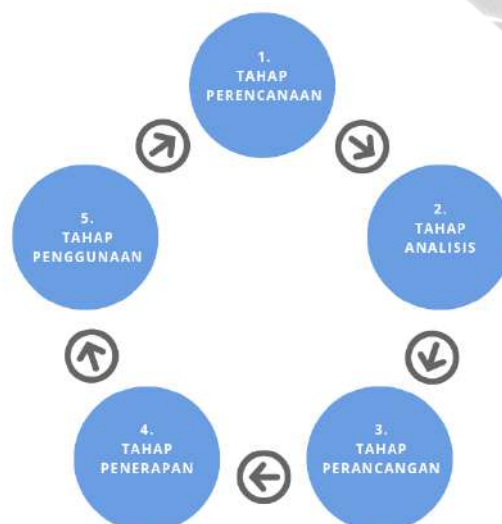 1.
TAHAP
PERENCANAAN
2.
TAHAP
ANALISIS
3.
TAHAP
PERANCANGAN
4.
TAHAP
PENERAPAN
5.
TAHAP
PENGGUNAAN